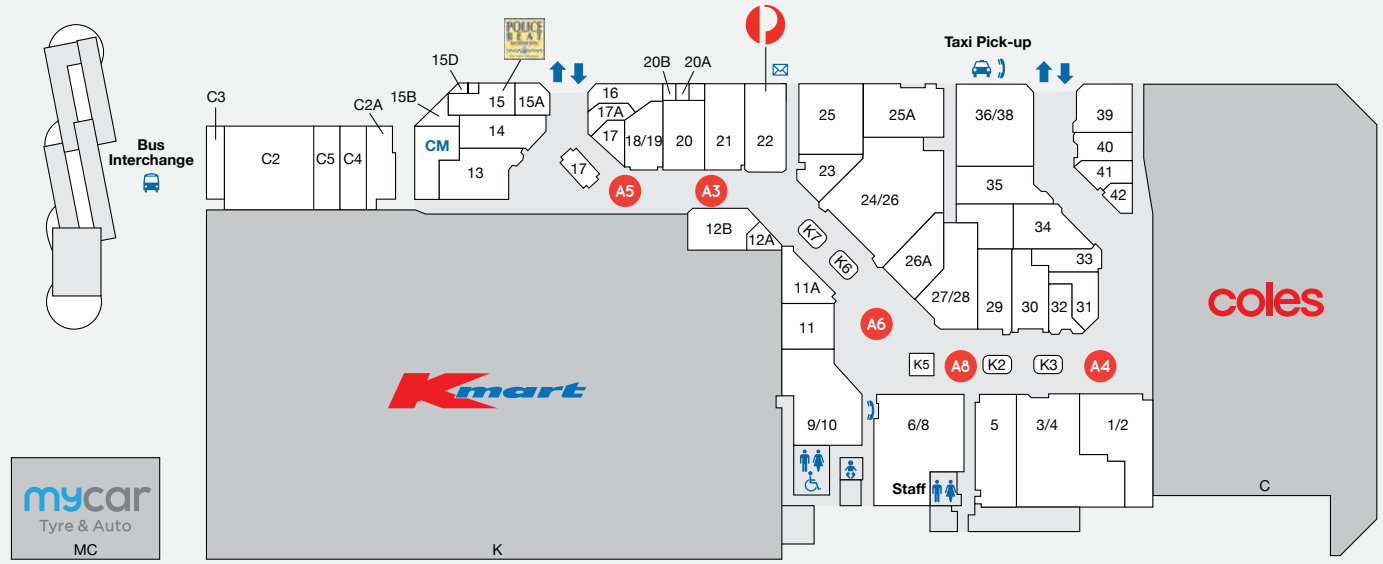 POLICE
BEAT
Taxi Pick-up
15D
20B
20A
C3
C2A
15B
15
15A
16
17A
17
18/19
20
21
22
25
25A
36/38
39
40
41
42
Bus
Interchange
C2
C5
C4
CM
14
13
17
A5
A3
23
24/26
35
34
33
12B
12A
K7
K6
26A
27/28
29
30
32
31
11A
11
A6
coles
K5
A8
K2
K3
A4
Kmart
9/10
6/8
5
3/4
1/2
Staff
mycar
Tyre & Auto
MC
K
C